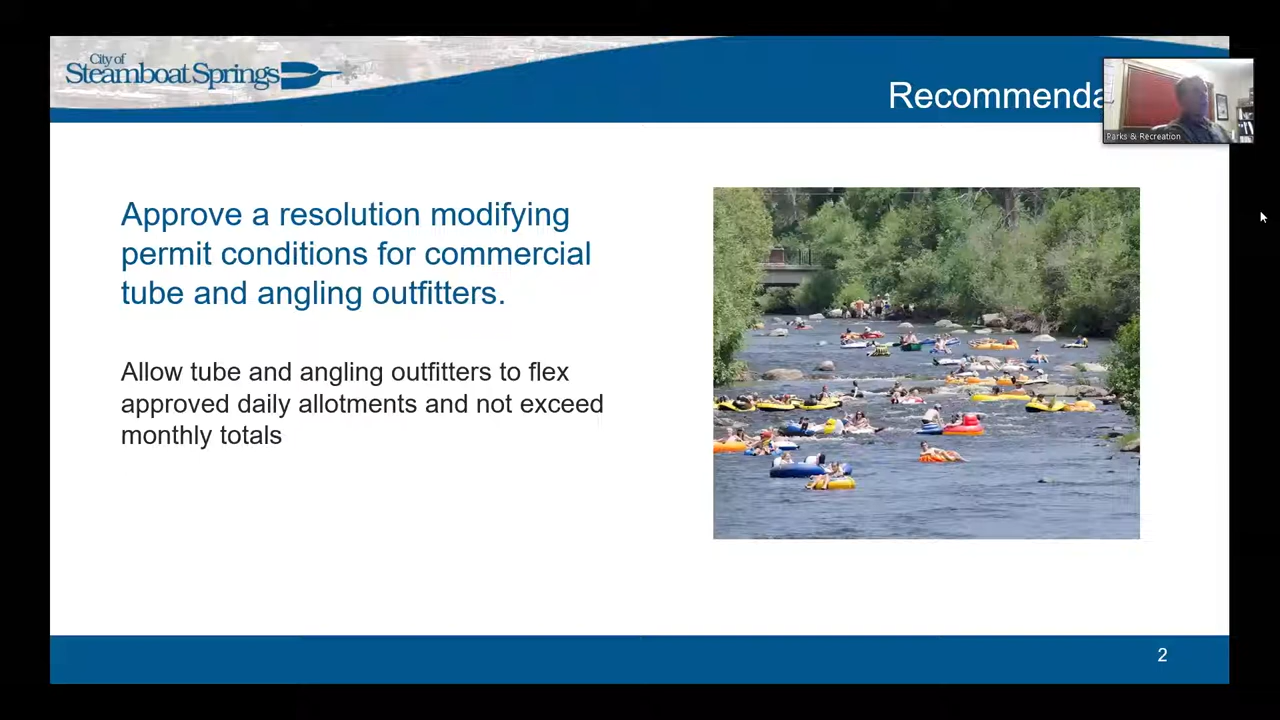 City of
Steamboat Springs
Recommenda
Parks & Recreation
Approve a resolution modifying
permit conditions for commercial
tube and angling outfitters.
Allow tube and angling outfitters to flex
approved daily allotments and not exceed
monthly totals
2